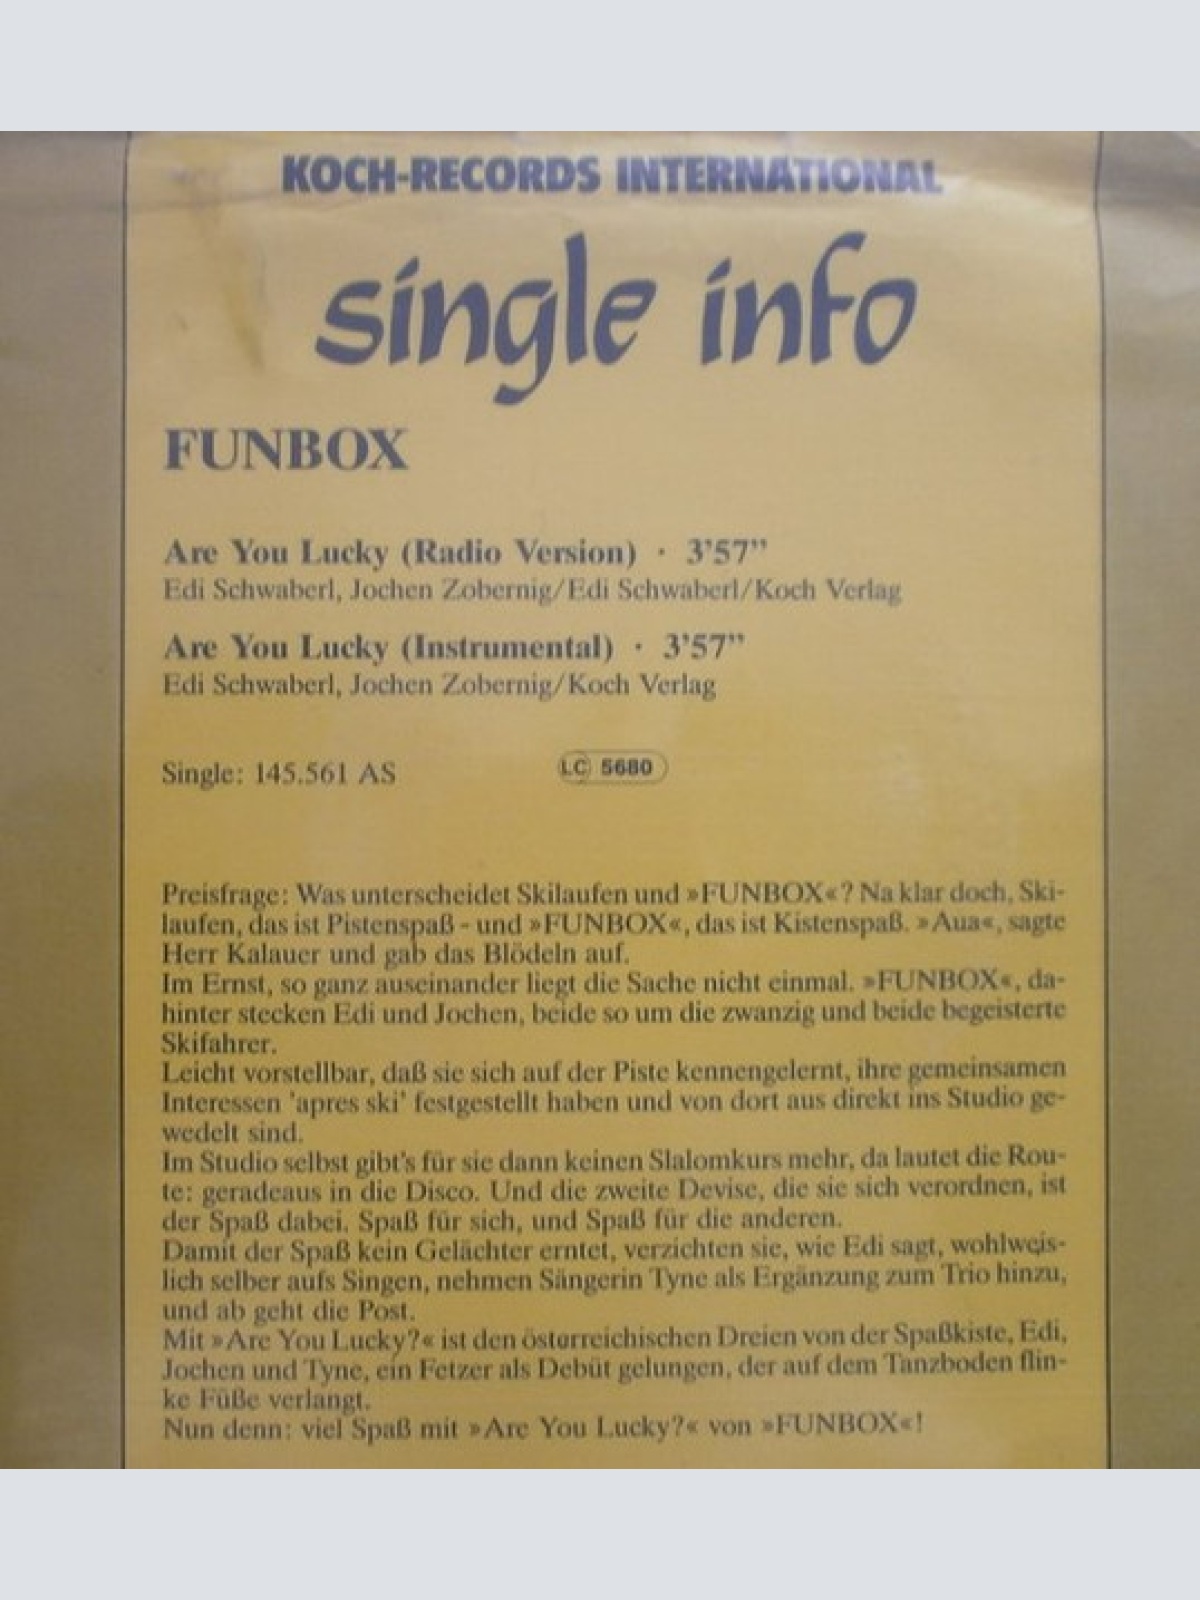 KOCH-RECORDS INTERNATIONAL
single info
FUNBOX
Are You Lucky (Radio Version) · 3'57”
Edi Schwaberl, Jochen Zobernig/Edi Schwaberl/Koch Verlag
Are You Lucky (Instrumental) · 3'57”
Edi Schwaberl, Jochen Zobernig/Koch Verlag
Single: 145.561 AS LC 5680
Preisfrage: Was unterscheidet Skilaufen und »FUNBOX«? Na klar doch, Ski-
laufen, das ist Pistenspaß - und »FUNBOX«, das ist Kistenspaß. »Aua«, sagte
Herr Kalauer und gab das Blödeln auf.
Im Ernst, so ganz auseinander liegt die Sache nicht einmal. »FUNBOX«, da-
hinter stecken Edi und Jochen, beide so um die zwanzig und beide begeisterte
Skifahrer.
Leicht vorstellbar, daß sie sich auf der Piste kennengelernt, ihre gemeinsamen
Interessen 'apres ski' festgestellt haben und von dort aus direkt ins Studio ge-
wedelt sind.
Im Studio selbst gibt's für sie dann keinen Slalomkurs mehr, da lautet die Rou-
te: geradeaus in die Disco. Und die zweite Devise, die sie sich verordnen, ist
der Spaß dabei, Spaß für sich, und Spaß für die anderen.
Damit der Spaß kein Gelächter erntet, verzichten sie, wie Edi sagt, wohlweis-
lich selber aufs Singen, nehmen Sängerin Tyne als Ergänzung zum Trio hinzu,
und ab geht die Post.
Mit »Are You Lucky?« ist den österreichischen Dreien von der Spaßkiste, Edi,
Jochen und Tyne, ein Fetzer als Debüt gelungen, der auf dem Tanzboden flin-
ke Füße verlangt.
Nun denn: viel Spaß mit »Are You Lucky?« von »FUNBOX«!